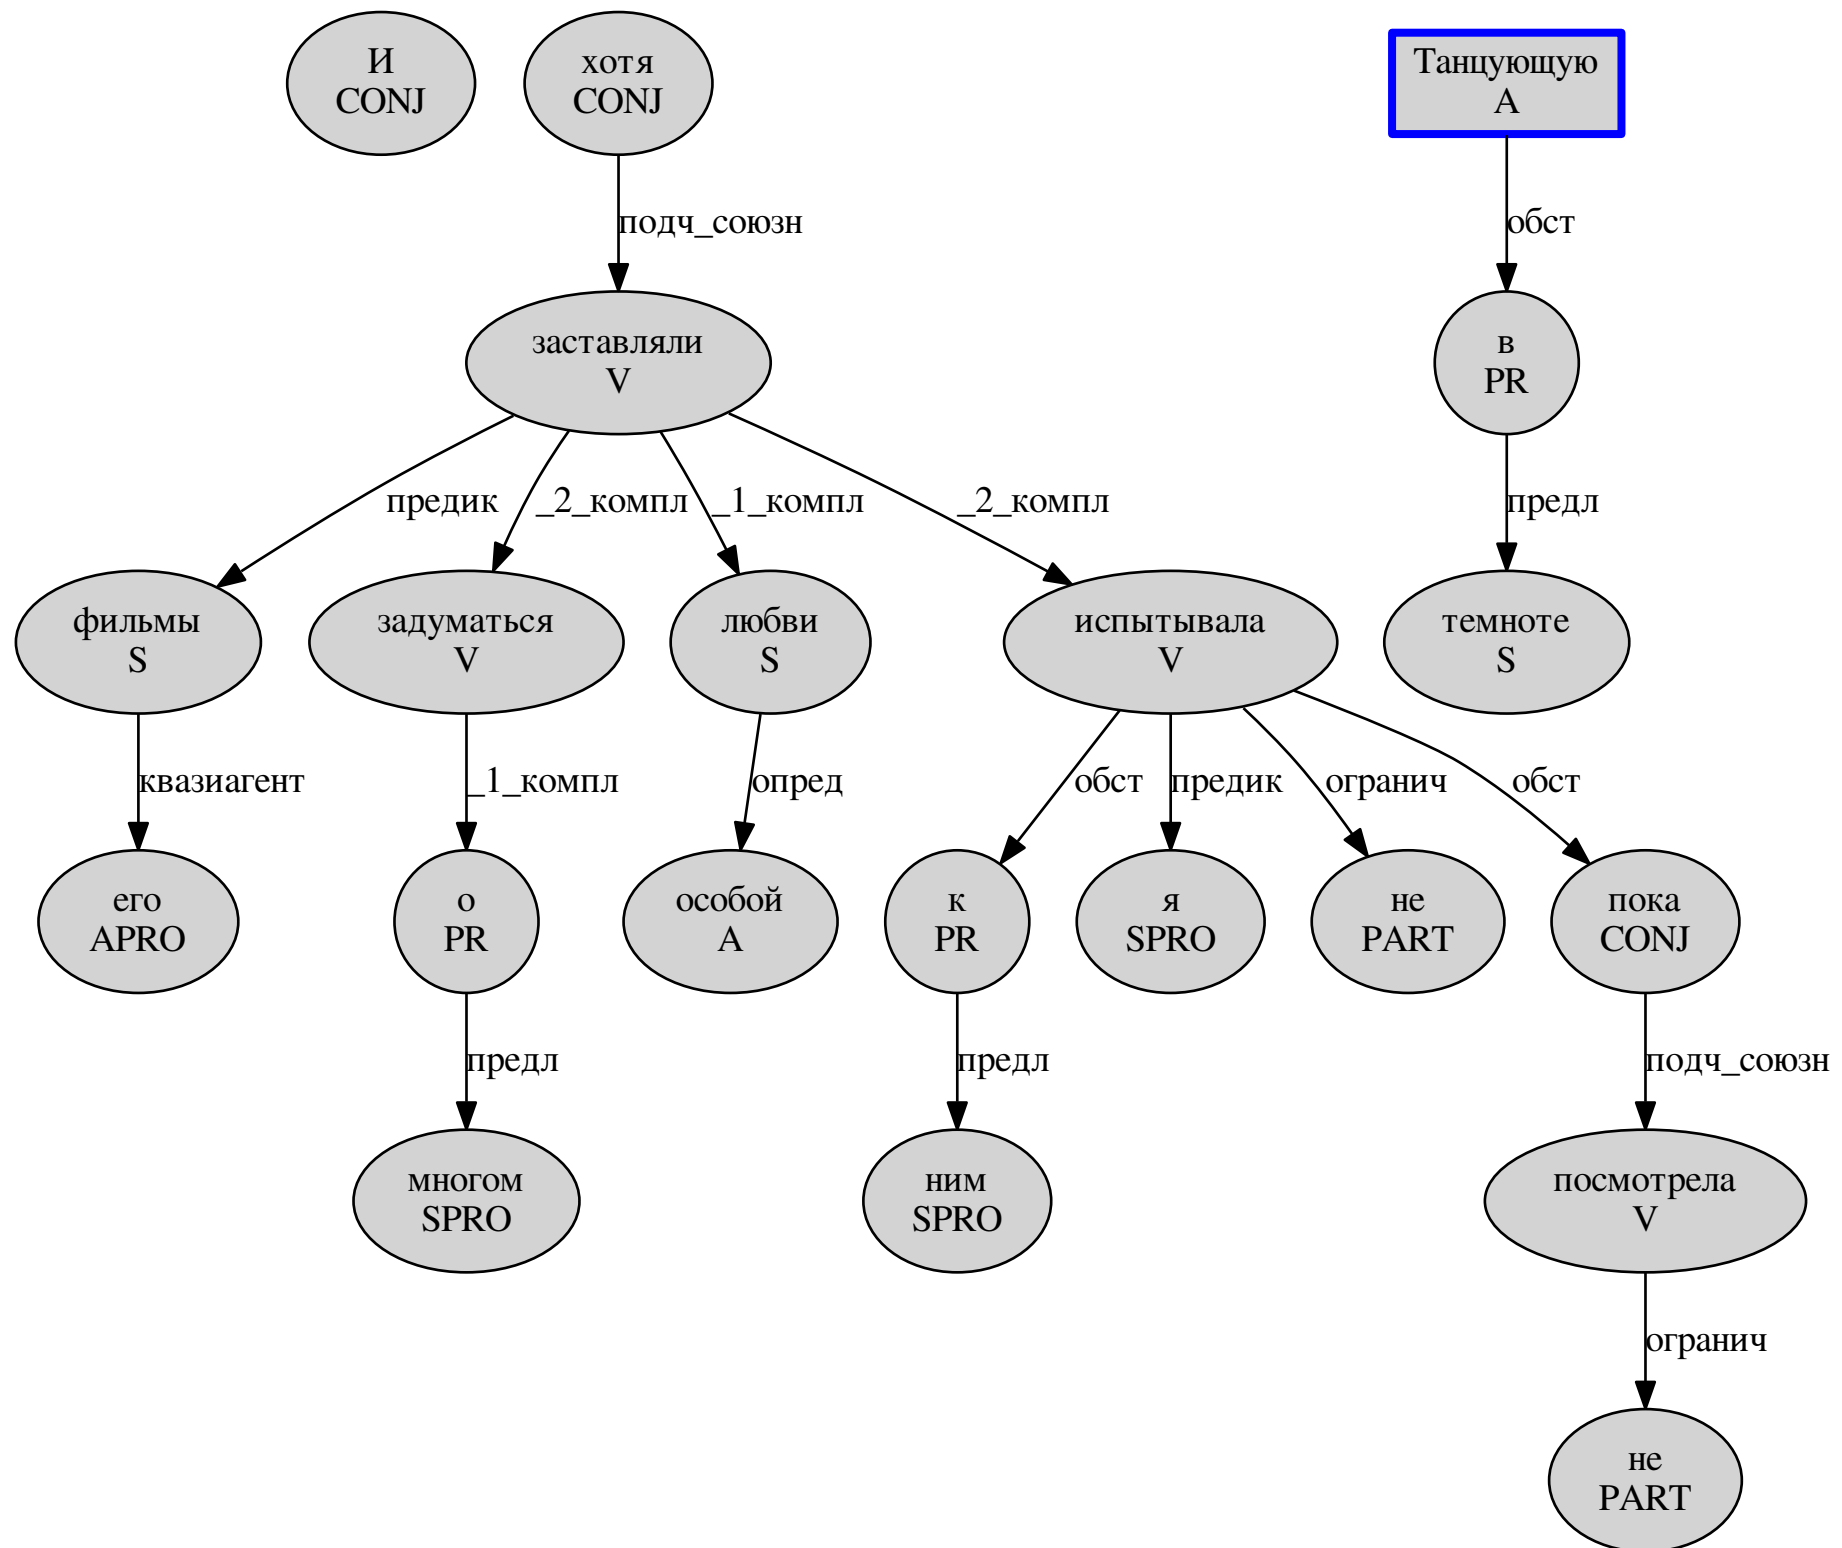 И
CONJ
хотя
CONJ
Танцующую
A
подч_союзн
обст
заставляли
V
в
PR
предик
_2_компл
_1_компл
_2_компл
предл
фильмы
S
задуматься
V
любви
S
испытывала
V
темноте
S
квазиагент
_1_компл
опред
обст
предик
огранич
обст
его
APRO
о
PR
особой
A
к
PR
я
SPRO
не
PART
пока
CONJ
предл
предл
подч_союзн
многом
SPRO
ним
SPRO
посмотрела
V
огранич
не
PART